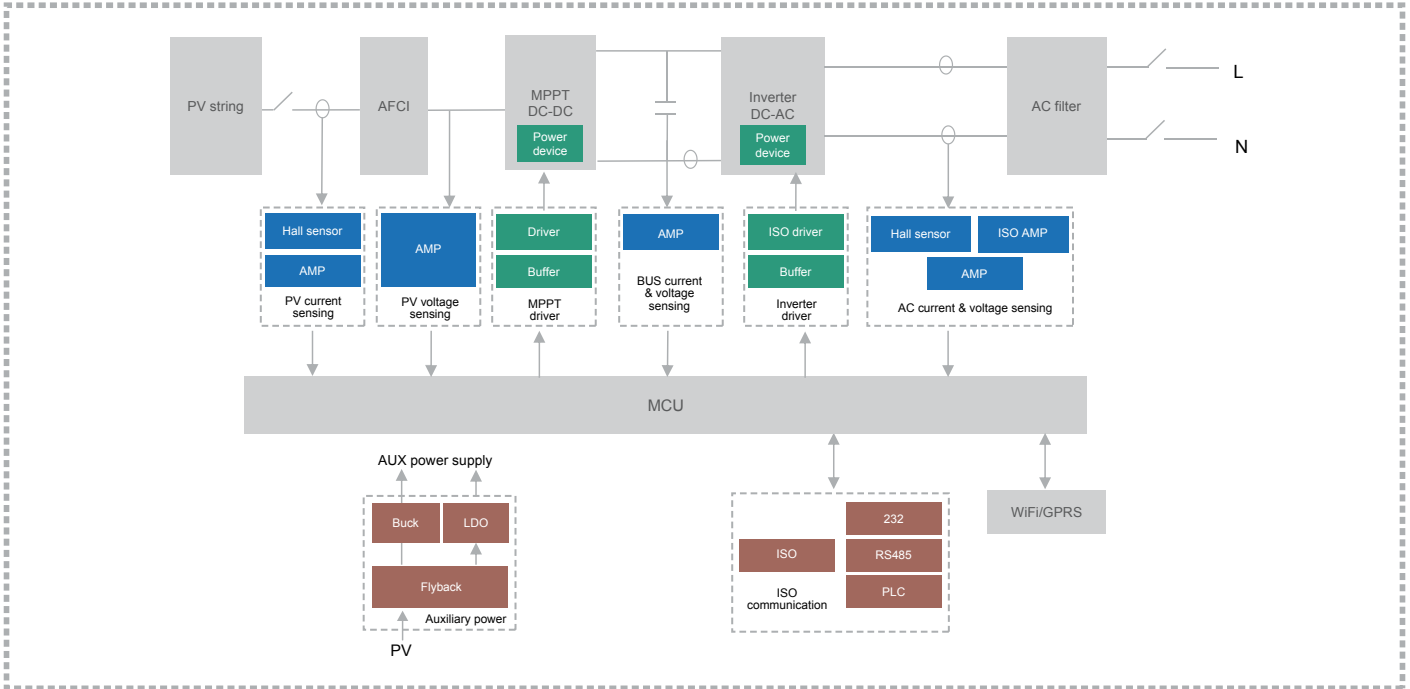 PV string
AFCI
MPPT
DC-DC
Power
device
Inverter
DC-AC
Power
device
AC filter
L
N
Hall sensor
AMP
PV current
sensing
AMP
PV voltage
sensing
Driver
Buffer
MPPT
driver
AMP
BUS current
& voltage
sensing
ISO driver
Buffer
Inverter
driver
Hall sensor
ISO AMP
AMP
AC current & voltage sensing
MCU
AUX power supply
Buck
LDO
Flyback
Auxiliary power
PV
ISO
ISO
communication
232
RS485
PLC
WiFi/GPRS